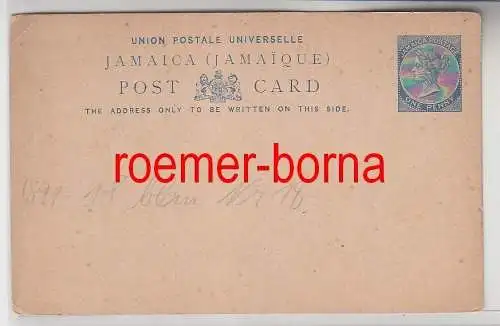 UNION POSTALE UNIVERSELLE
JAMAICA (JAMAÏQUE)
POST CARD
THE ADDRESS ONLY TO BE WRITTEN ON THIS SIDE.
JAMAICA POSTAGE
ONE PENNY
roemer-borna